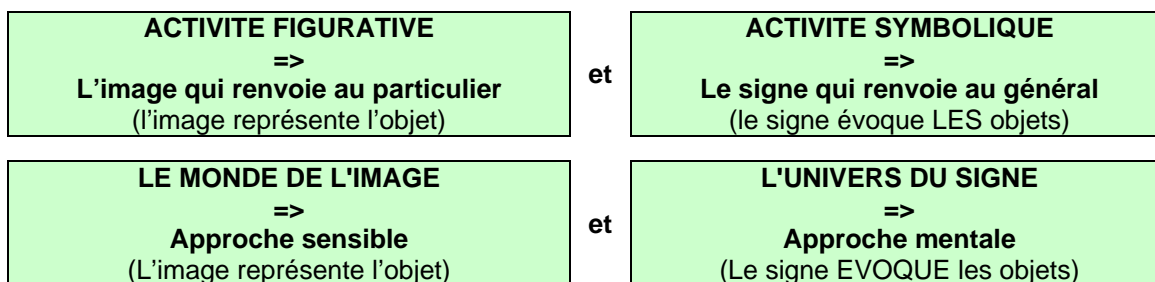 ACTIVITE FIGURATIVE
=>
L’image qui renvoie au particulier
(l’image représente l’objet)
et
ACTIVITE SYMBOLIQUE
=>
Le signe qui renvoie au général
(le signe évoque LES objets)
LE MONDE DE L'IMAGE
=>
Approche sensible
(L’image représente l’objet)
et
L'UNIVERS DU SIGNE
=>
Approche mentale
(Le signe EVOQUE les objets)